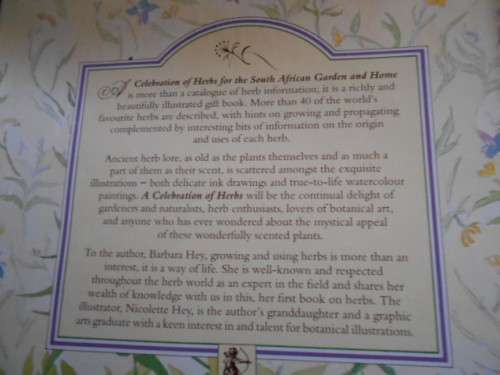 A Celebration of Herbs for the South African Garden and Home
is more than a catalogue of herb information; it is a richly and
beautifully illustrated gift book. More than 40 of the world's
favourite herbs are described, with hints on growing and propagating
complemented by interesting bits of information on the origin
and uses of each herb.
Ancient herb lore, as old as the plants themselves and as much a
part of them as their scent, is scattered amongst the exquisite
illustrations – both delicate ink drawings and true-to-life watercolour
paintings. A Celebration of Herbs will be the continual delight of
gardeners and naturalists, herb enthusiasts, lovers of botanical art,
and anyone who has ever wondered about the mystical appeal
of these wonderfully scented plants.
To the author, Barbara Hey, growing and using herbs is more than an
interest, it is a way of life. She is well-known and respected
throughout the herb world as an expert in the field and shares her
wealth of knowledge with us in this, her first book on herbs. The
illustrator, Nicolette Hey, is the author's granddaughter and a graphic
arts graduate with a keen interest in and talent for botanical illustrations.